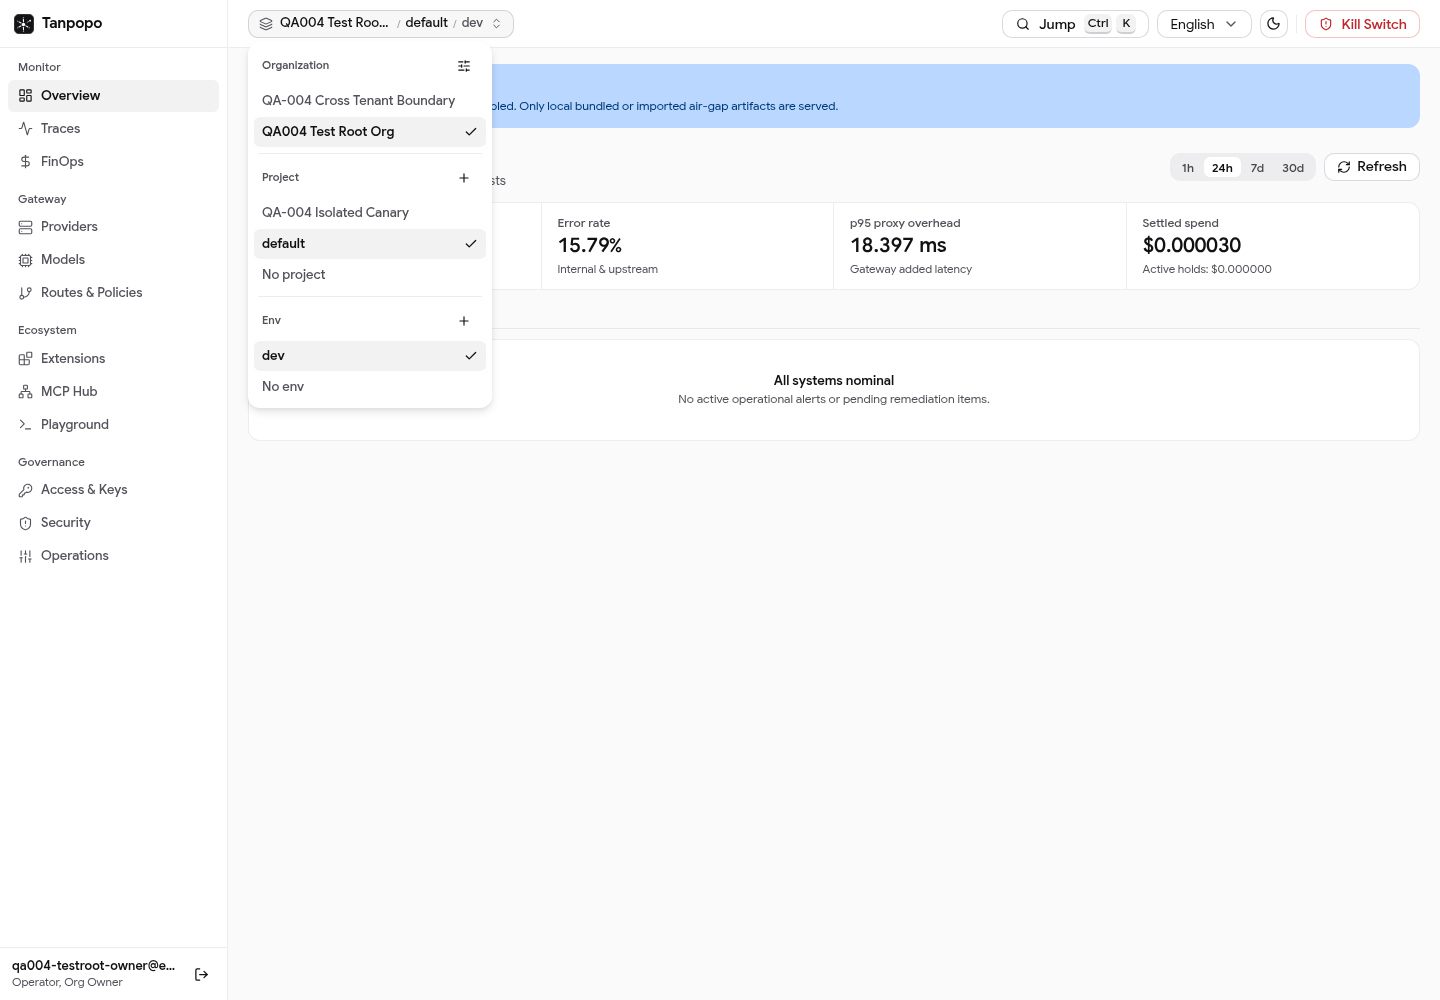 Tanpopo
QA004 Test Roo... / default / dev
Jump Ctrl K
English
Kill Switch
Monitor
Overview
Traces
FinOps
Gateway
Providers
Models
Routes & Policies
Ecosystem
Extensions
MCP Hub
Playground
Governance
Access & Keys
Security
Operations
qa004-testroot-owner@e...
Operator, Org Owner
Organization
QA-004 Cross Tenant Boundary
QA004 Test Root Org
Project
QA-004 Isolated Canary
default
No project
Env
dev
No env
Only local bundled or imported air-gap artifacts are served.
1h 24h 7d 30d
Refresh
Error rate
15.79%
Internal & upstream
p95 proxy overhead
18.397 ms
Gateway added latency
Settled spend
$0.000030
Active holds: $0.000000
All systems nominal
No active operational alerts or pending remediation items.